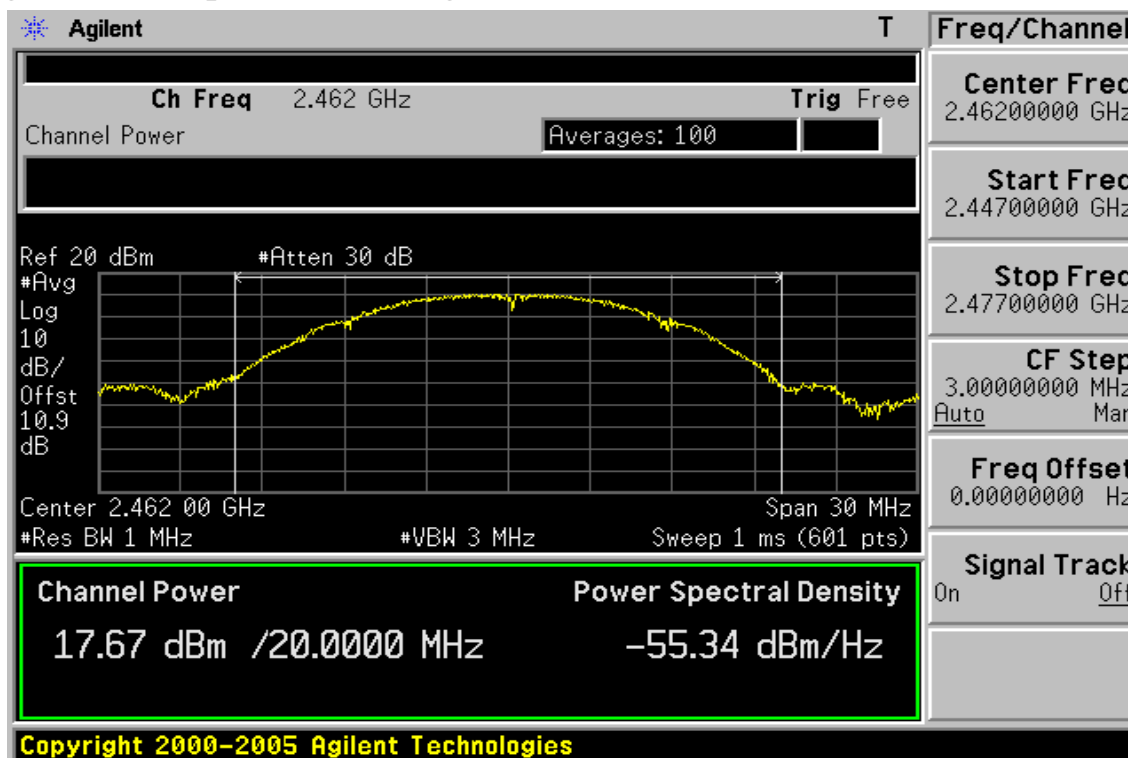 Agilent T
Ch Freq 2.462 GHz Trig Free
Channel Power Averages: 100
Ref 20 dBm #Atten 30 dB
#Avg
Log
10
dB/
Offst
10.9
dB
Center 2.462 00 GHz Span 30 MHz
#Res BW 1 MHz #VBW 3 MHz Sweep 1 ms (601 pts)
Channel Power Power Spectral Density
17.67 dBm /20.0000 MHz -55.34 dBm/Hz
Copyright 2000-2005 Agilent Technologies
Freq/Channel
Center Freq
2.46200000 GHz
Start Freq
2.44700000 GHz
Stop Freq
2.47700000 GHz
CF Step
3.00000000 MHz
Auto Man
Freq Offset
0.00000000 Hz
Signal Track
On Off